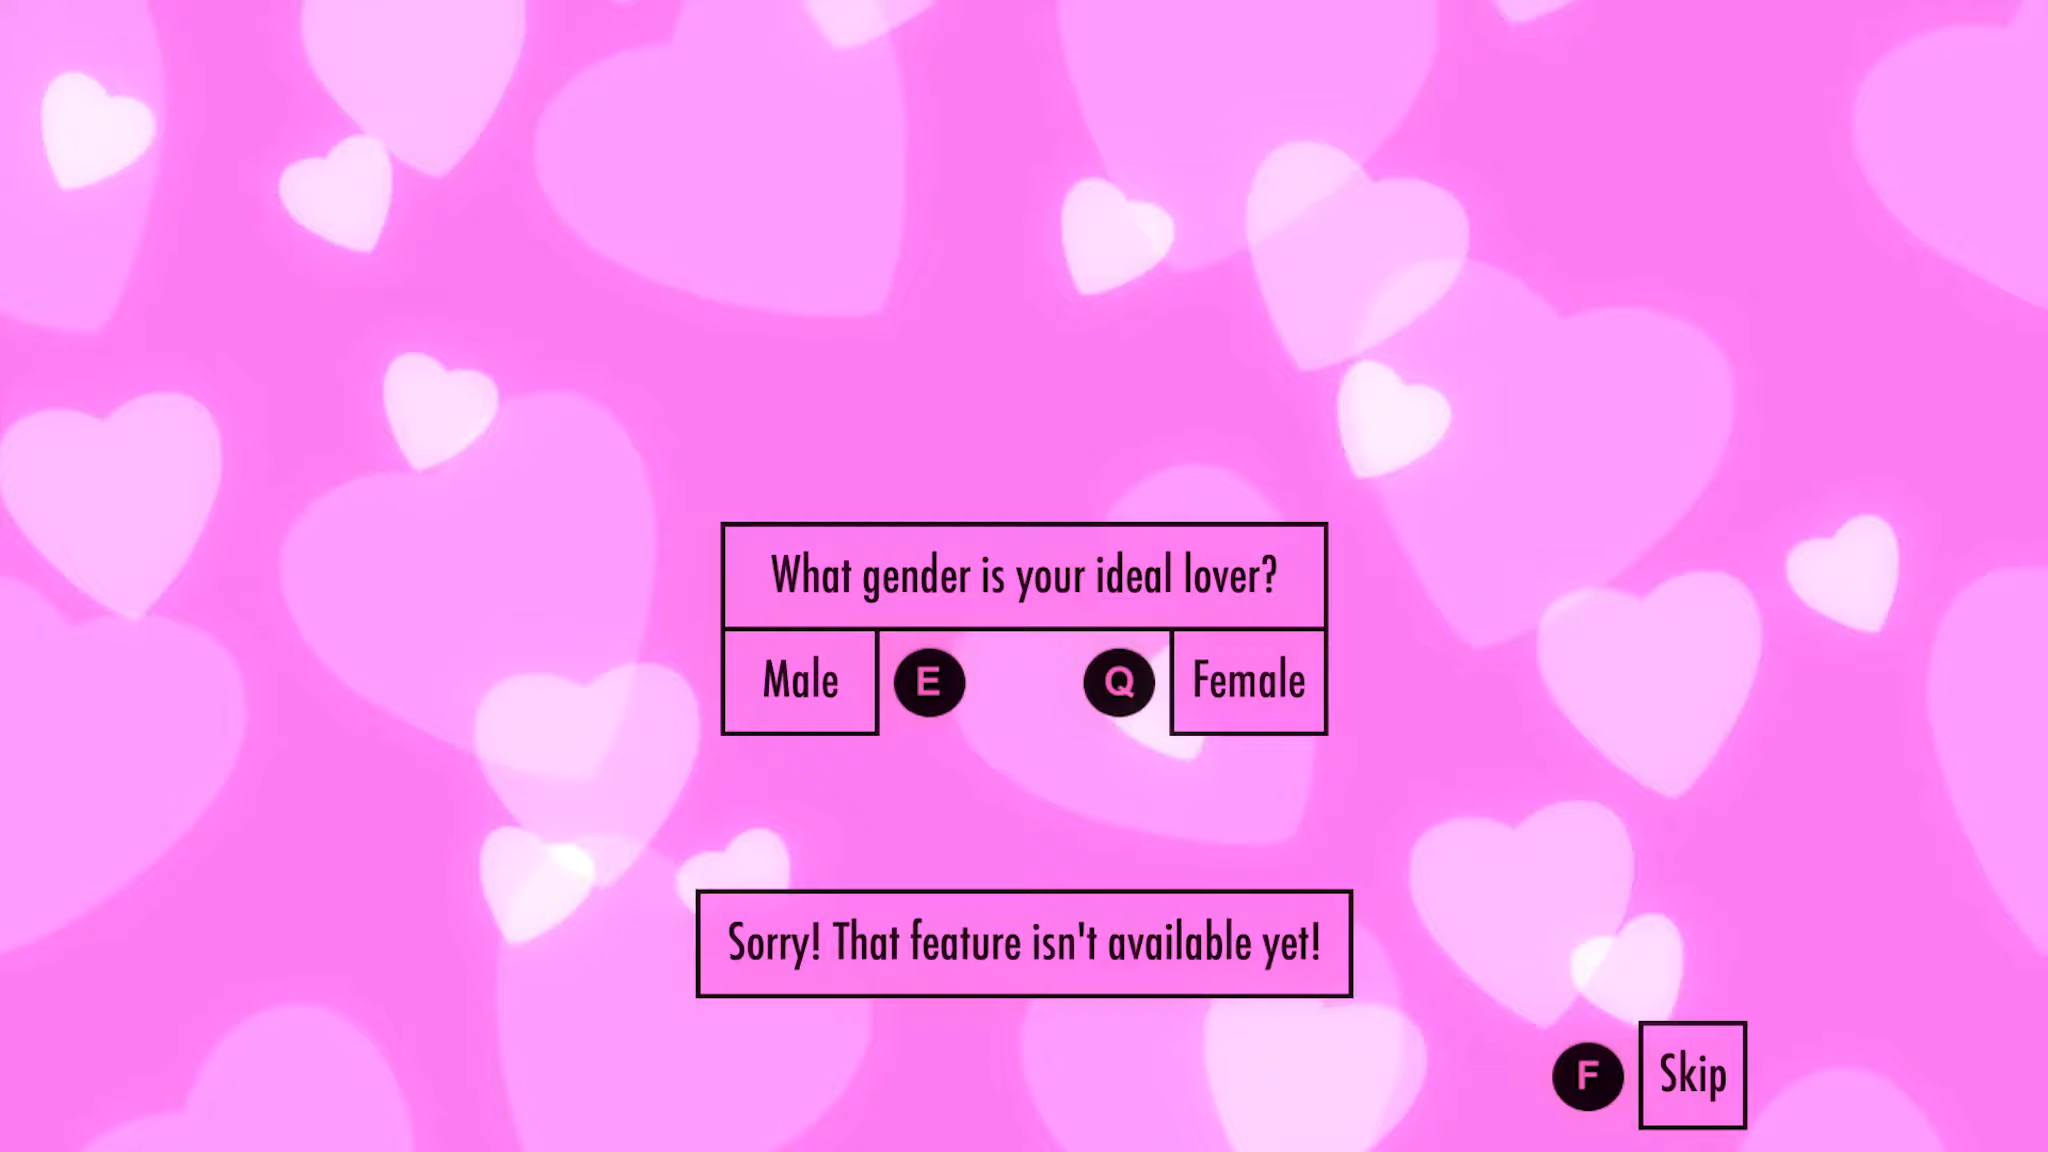 What gender is your ideal lover?
Male E Q Female
Sorry! That feature isn't available yet!
F Skip